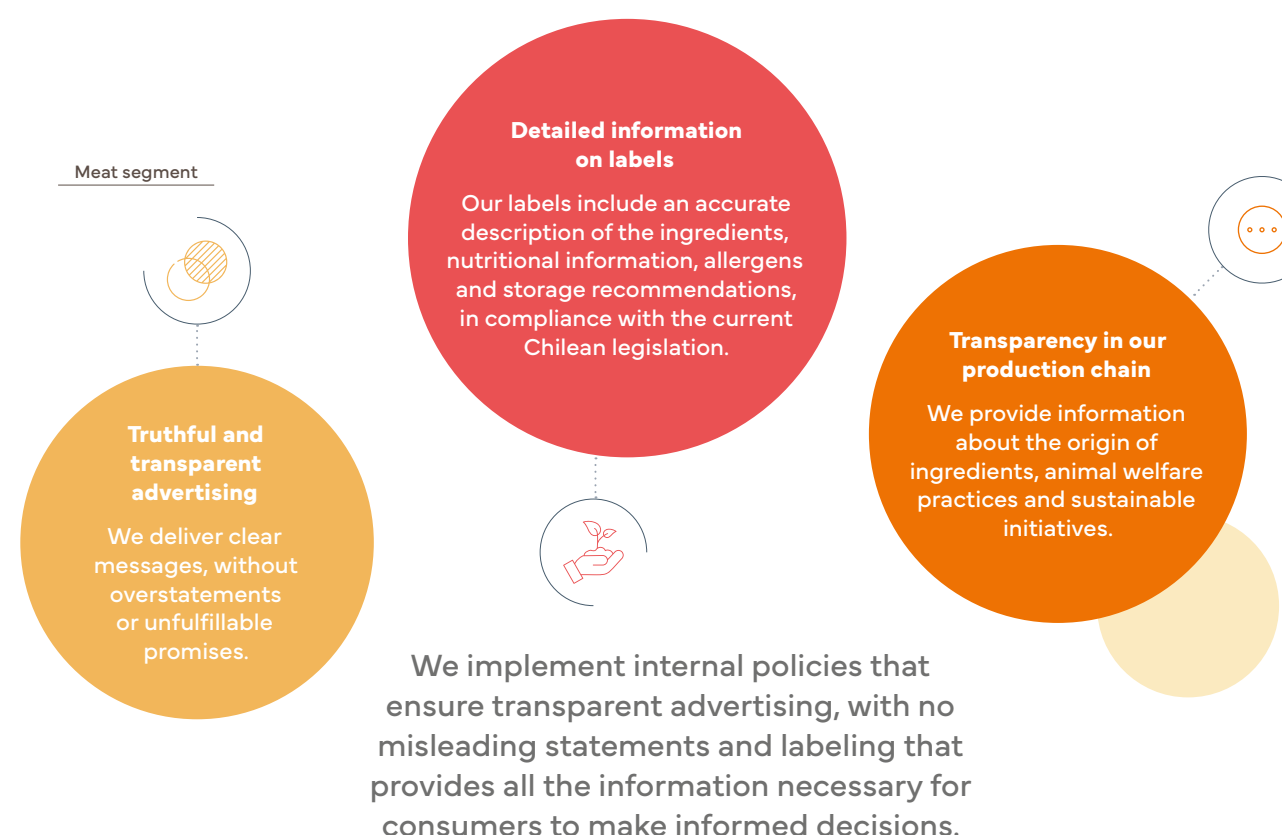 Meat segment
Truthful and
transparent
advertising
We deliver clear
messages, without
overstatements
or unfulfillable
promises.
Detailed information
on labels
Our labels include an accurate
description of the ingredients,
nutritional information, allergens
and storage recommendations,
in compliance with the current
Chilean legislation.
Transparency in our
production chain
We provide information
about the origin of
ingredients, animal welfare
practices and sustainable
initiatives.
We implement internal policies that
ensure transparent advertising, with no
misleading statements and labeling that
provides all the information necessary for
consumers to make informed decisions.